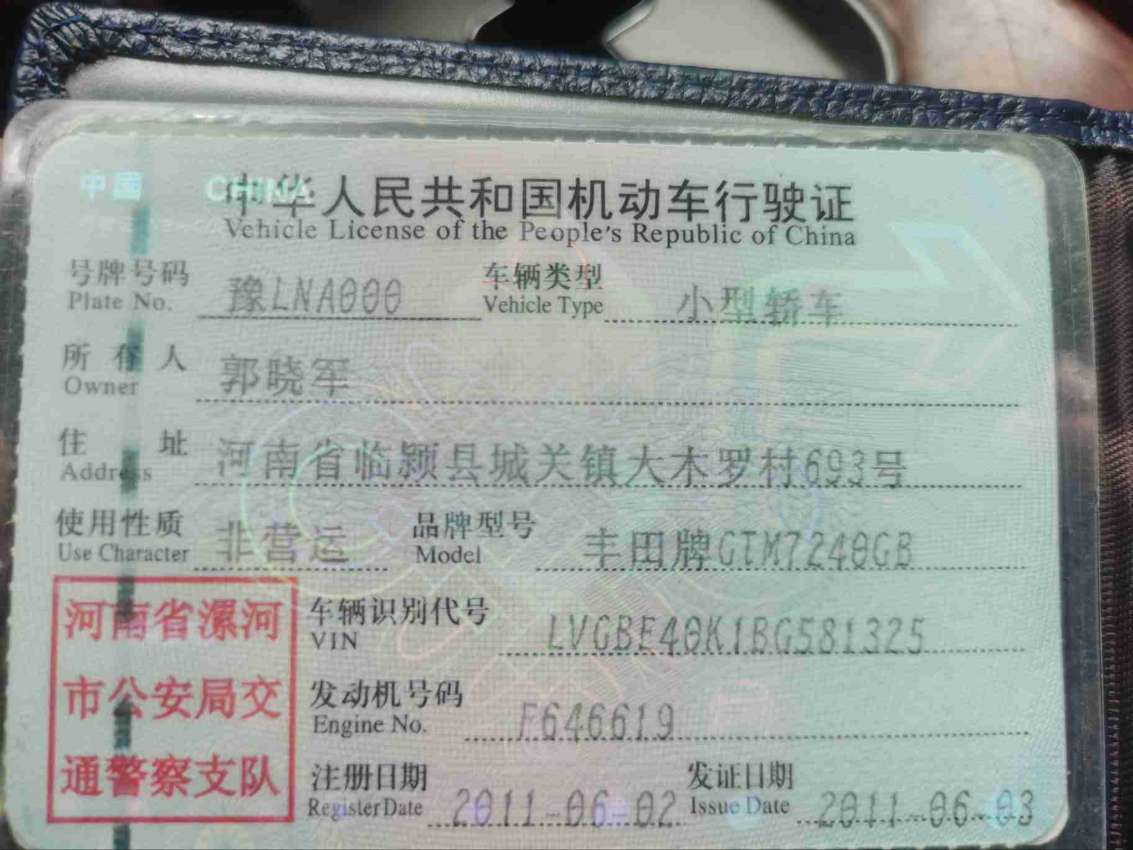 中国 CHINA
中华人民共和国机动车行驶证
Vehicle License of the People's Republic of China
号牌号码 豫LNA000 车辆类型 小型轿车
Plate No. Vehicle Type
所有人 郭晓军
Owner
住址 河南省临颍县城关镇大木罗村693号
Address
使用性质 非营运 品牌型号 丰田牌GTM7240GB
Use Character Model
河南省漯河
市公安局交
通警察支队
车辆识别代号 LVGBE40K1BG581325
VIN
发动机号码 F646619
Engine No.
注册日期 2011-06-02 发证日期 2011-06-03
Register Date Issue Date